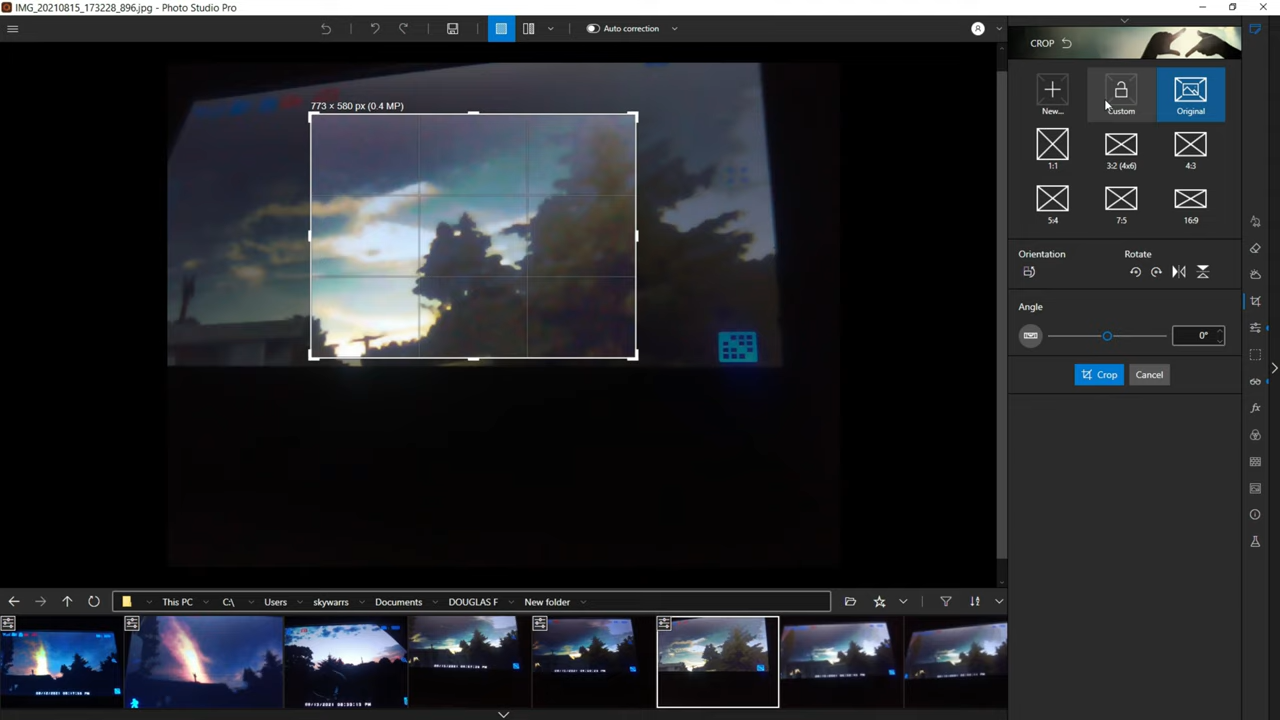 IMG_20210815_173228_896.jpg - Photo Studio Pro
Auto correction
CROP
New...
Custom
Original
1:1
3:2 (4x6)
4:3
5:4
7:5
16:9
Orientation
Rotate
Angle
0°
Crop
Cancel
773 × 580 px (0.4 MP)
This PC
C:\
Users
skywarrs
Documents
DOUGLAS F
New folder